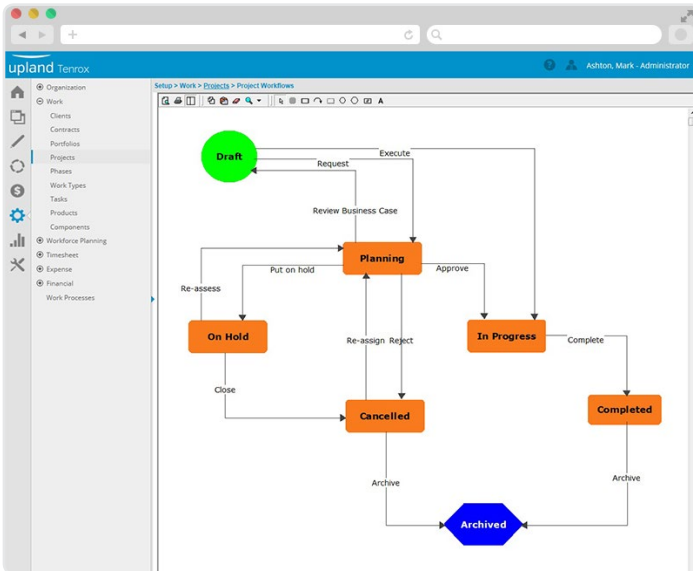 upland Tenrox
Ashton, Mark - Administrator
Organization
Work
Clients
Contracts
Portfolios
Projects
Phases
Work Types
Tasks
Products
Components
Workforce Planning
Timesheet
Expense
Financial
Work Processes
Setup > Work > Projects > Project Workflows
A
Draft
Execute
Request
Review Business Case
Planning
Put on hold
Approve
Re-assess
On Hold
Re-assign
Reject
In Progress
Complete
Close
Cancelled
Completed
Archive
Archive
Archived